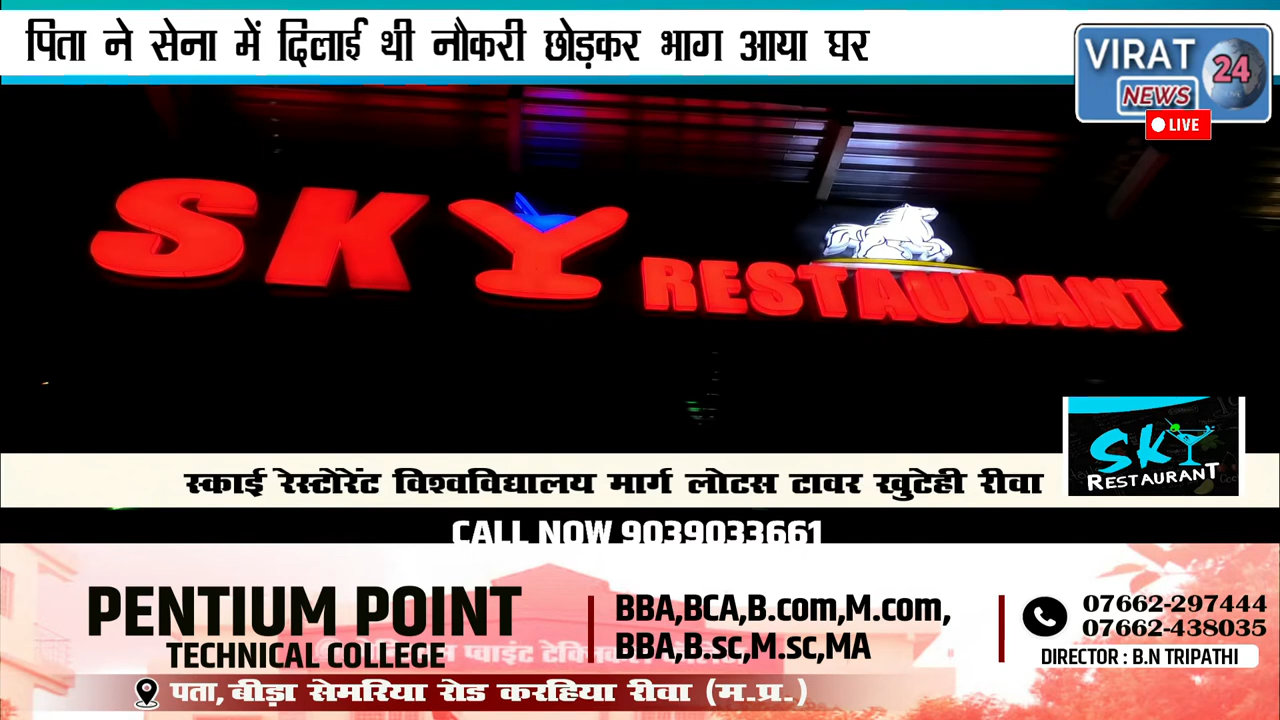 पिता ने सेना में दिलाई थी नौकरी छोड़कर भाग आया घर
VIRAT
24
NEWS
LIVE
SKY RESTAURANT
SKY
RESTAURANT
स्काई रेस्टोरेंट विश्वविद्यालय मार्ग लोटस टावर खुटेही रीवा
CALL NOW 9039033661
PENTIUM POINT
TECHNICAL COLLEGE
BBA,BCA,B.com,M.com,
BBA,B.sc,M.sc,MA
07662-297444
07662-438035
DIRECTOR : B.N TRIPATHI
पता, बीड़ा सेमरिया रोड करहिया रीवा (म.प्र.)